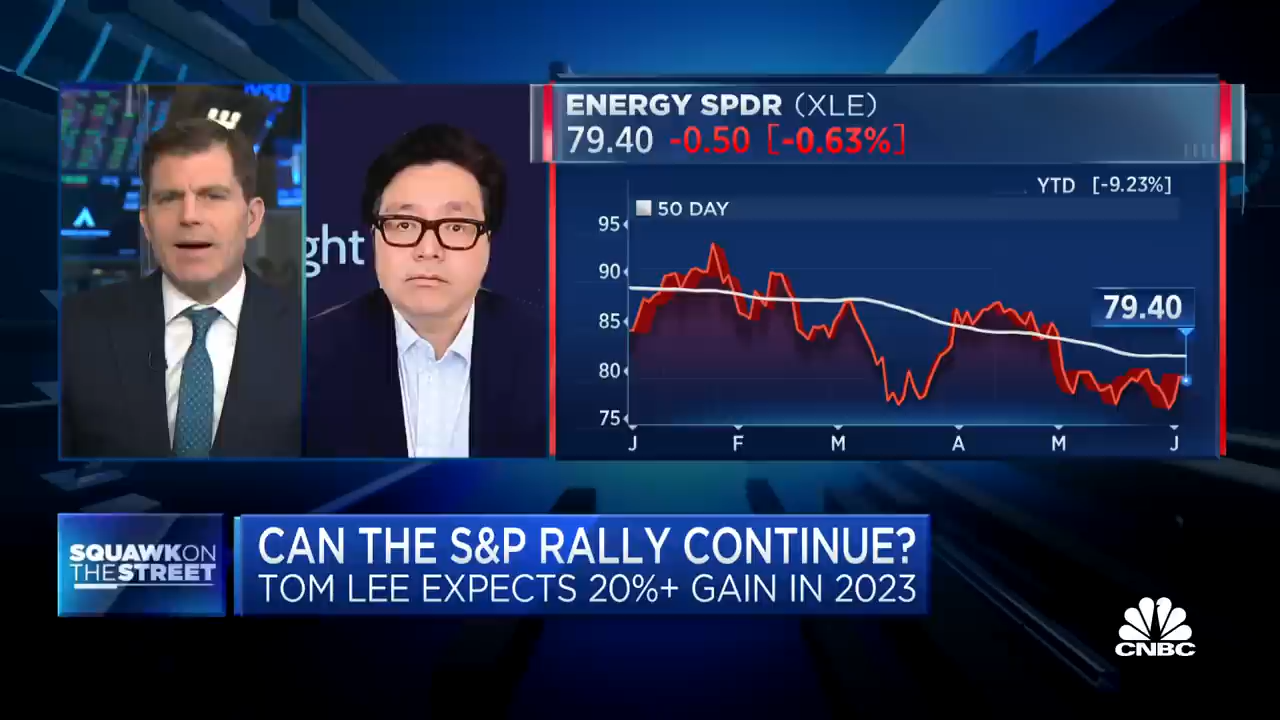 NYSE
ght
ENERGY SPDR (XLE)
79.40 -0.50 [-0.63%]
YTD [-9.23%]
50 DAY
95
90
85
80
75
79.40
J F M A M J
SQUAWK ON
THE STREET
CAN THE S&P RALLY CONTINUE?
TOM LEE EXPECTS 20%+ GAIN IN 2023
CNBC